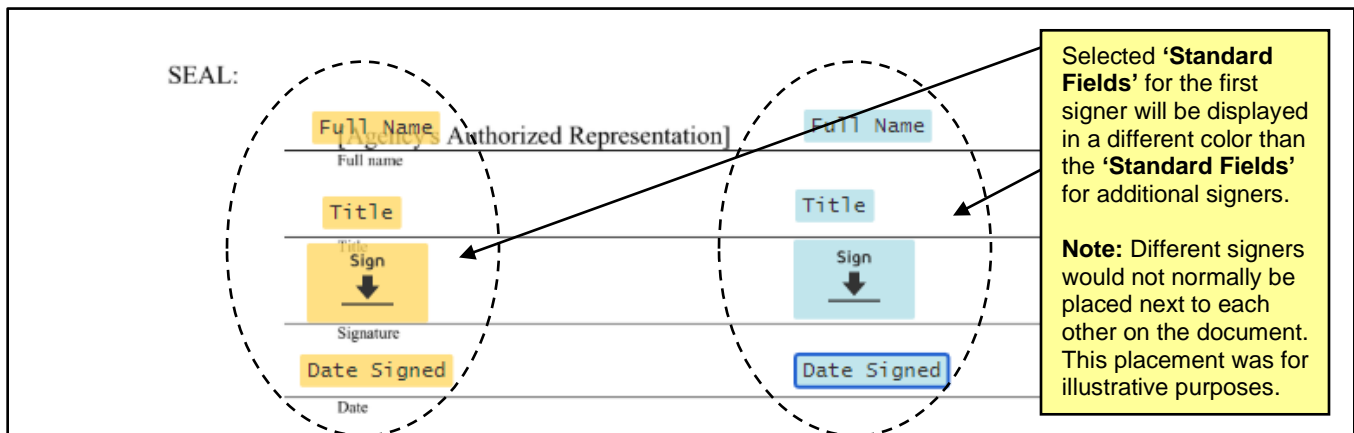 SEAL:
Full Name
[Agency's Authorized Representation]
Full name
Full Name
Title
Title
Title
Sign
Sign
Signature
Date Signed
Date Signed
Date
Selected ‘Standard
Fields’ for the first
signer will be displayed
in a different color than
the ‘Standard Fields’
for additional signers.
Note: Different signers
would not normally be
placed next to each
other on the document.
This placement was for
illustrative purposes.